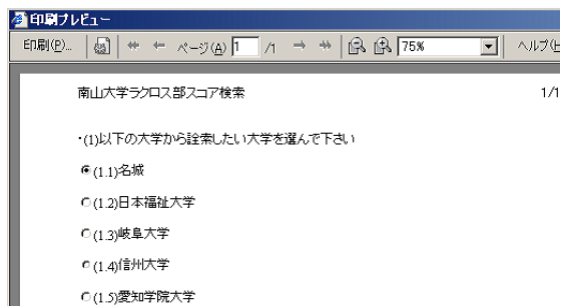 印刷プレビュー
印刷(P)... ページ(A) 1 /1 75% ヘルプ(
南山大学ラクロス部スコア検索 1/1
・(1)以下の大学から詮索したい大学を選んで下さい
(1.1)名城
(1.2)日本福祉大学
(1.3)岐阜大学
(1.4)信州大学
(1.5)愛知学院大学